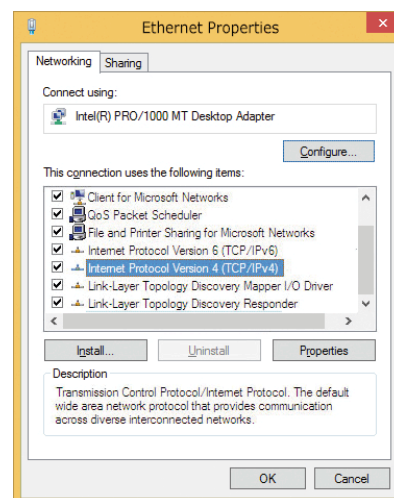 Ethernet Properties
Networking
Sharing
Connect using:
Intel(R) PRO/1000 MT Desktop Adapter
Configure...
This connection uses the following items:
Client for Microsoft Networks
QoS Packet Scheduler
File and Printer Sharing for Microsoft Networks
Internet Protocol Version 6 (TCP/IPv6)
Internet Protocol Version 4 (TCP/IPv4)
Link-Layer Topology Discovery Mapper I/O Driver
Link-Layer Topology Discovery Responder
Install...
Uninstall
Properties
Description
Transmission Control Protocol/Internet Protocol. The default
wide area network protocol that provides communication
across diverse interconnected networks.
OK
Cancel